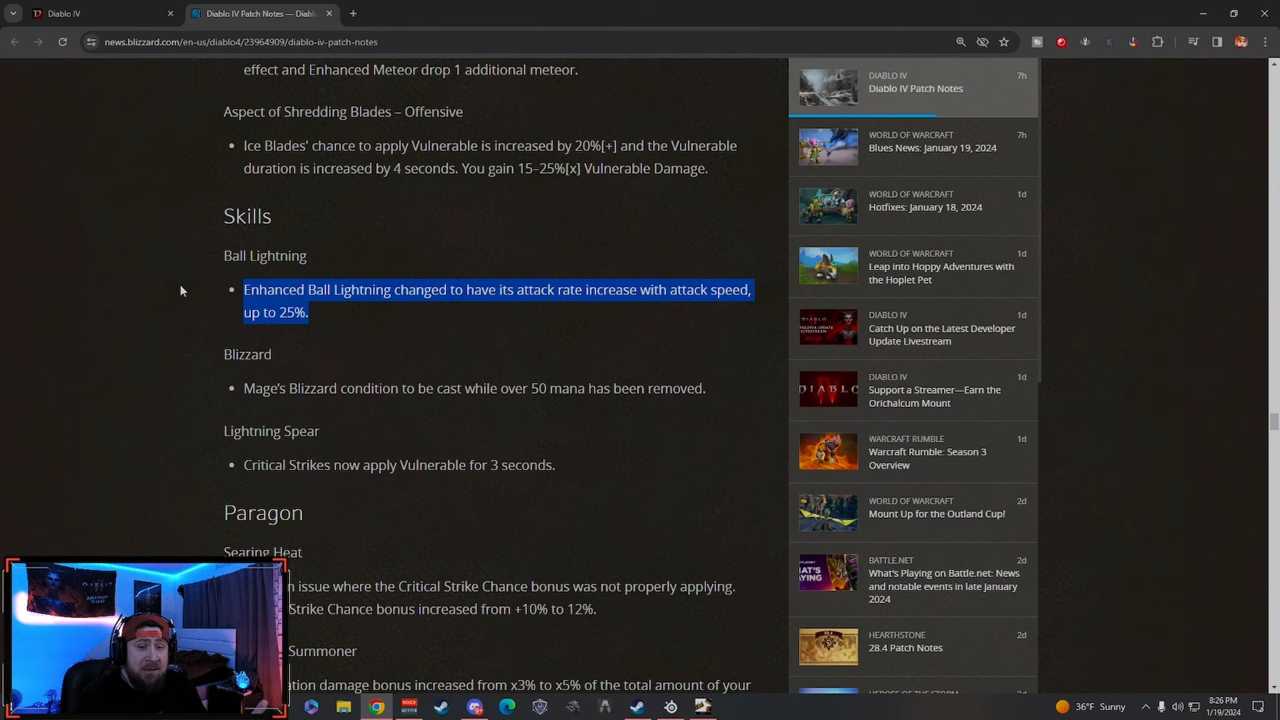 Diablo IV
Diablo IV Patch Notes — Diabl
news.blizzard.com/en-us/diablo4/23964909/diablo-iv-patch-notes
effect and Enhanced Meteor drop 1 additional meteor.
Aspect of Shredding Blades – Offensive
Ice Blades' chance to apply Vulnerable is increased by 20%[+] and the Vulnerable
duration is increased by 4 seconds. You gain 15–25%[x] Vulnerable Damage.
Skills
Ball Lightning
Enhanced Ball Lightning changed to have its attack rate increase with attack speed,
up to 25%.
Blizzard
Mage's Blizzard condition to be cast while over 50 mana has been removed.
Lightning Spear
Critical Strikes now apply Vulnerable for 3 seconds.
Paragon
Searing Heat
issue where the Critical Strike Chance bonus was not properly applying.
Strike Chance bonus increased from +10% to 12%.
Summoner
damage bonus increased from x3% to x5% of the total amount of your
DIABLO IV
7h
Diablo IV Patch Notes
WORLD OF WARCRAFT
7h
Blues News: January 19, 2024
WORLD OF WARCRAFT
1d
Hotfixes: January 18, 2024
WORLD OF WARCRAFT
1d
Leap into Hoppy Adventures with
the Hoplet Pet
DIABLO IV
1d
Catch Up on the Latest Developer
Update Livestream
DIABLO IV
1d
Support a Streamer—Earn the
Orichalcum Mount
WARCRAFT RUMBLE
1d
Warcraft Rumble: Season 3
Overview
WORLD OF WARCRAFT
2d
Mount Up for the Outland Cup!
BATTLE.NET
2d
What's Playing on Battle.net: News
and notable events in late January
2024
HEARTHSTONE
2d
28.4 Patch Notes
36°F Sunny
8:26 PM
1/19/2024